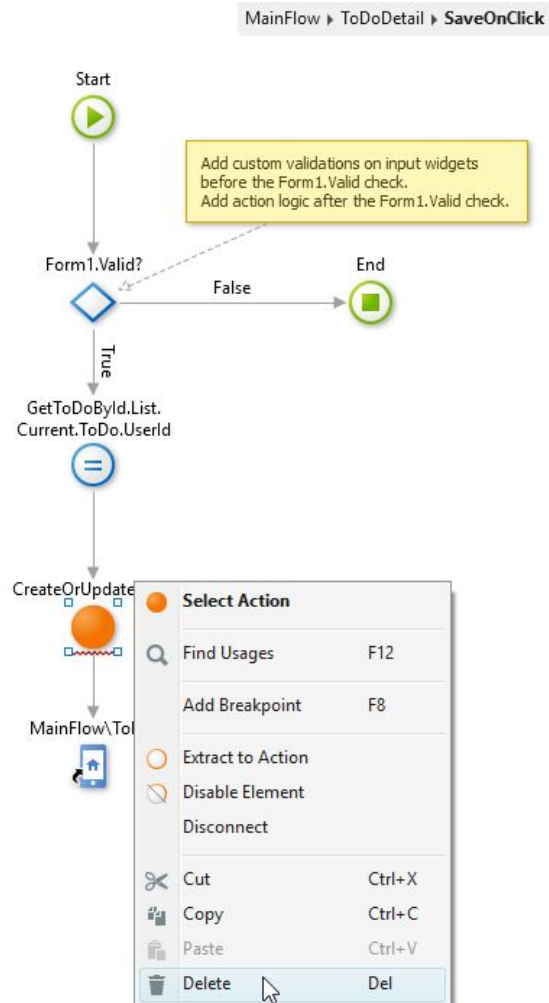 MainFlow ▸ ToDoDetail ▸ SaveOnClick
Start
Add custom validations on input widgets
before the Form1.Valid check.
Add action logic after the Form1.Valid check.
Form1.Valid?
False
End
True
GetToDoById.List.
Current.ToDo.UserId
CreateOrUpdate
Select Action
Find Usages F12
Add Breakpoint F8
MainFlow\ToD
Extract to Action
Disable Element
Disconnect
Cut Ctrl+X
Copy Ctrl+C
Paste Ctrl+V
Delete Del